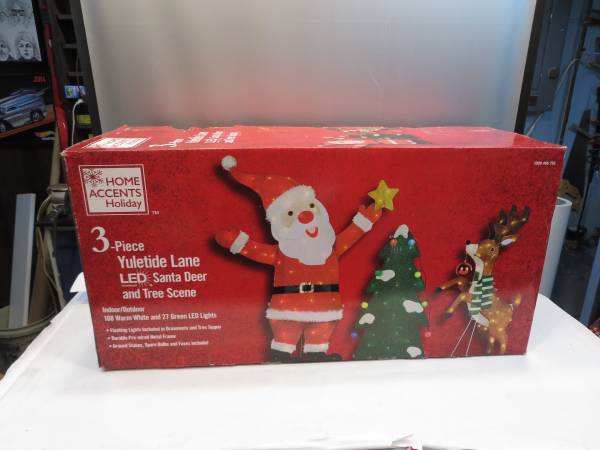 HOME
ACCENTS
Holiday
TM
3-Piece
Yuletide Lane
LED Santa Deer
and Tree Scene
Indoor/Outdoor
108 Warm White and 27 Green LED Lights
• Flashing Lights Included in Ornaments and Tree Topper
• Durable Pre-wired Metal Frame
• Ground Stakes, Spare Bulbs and Fuses Included